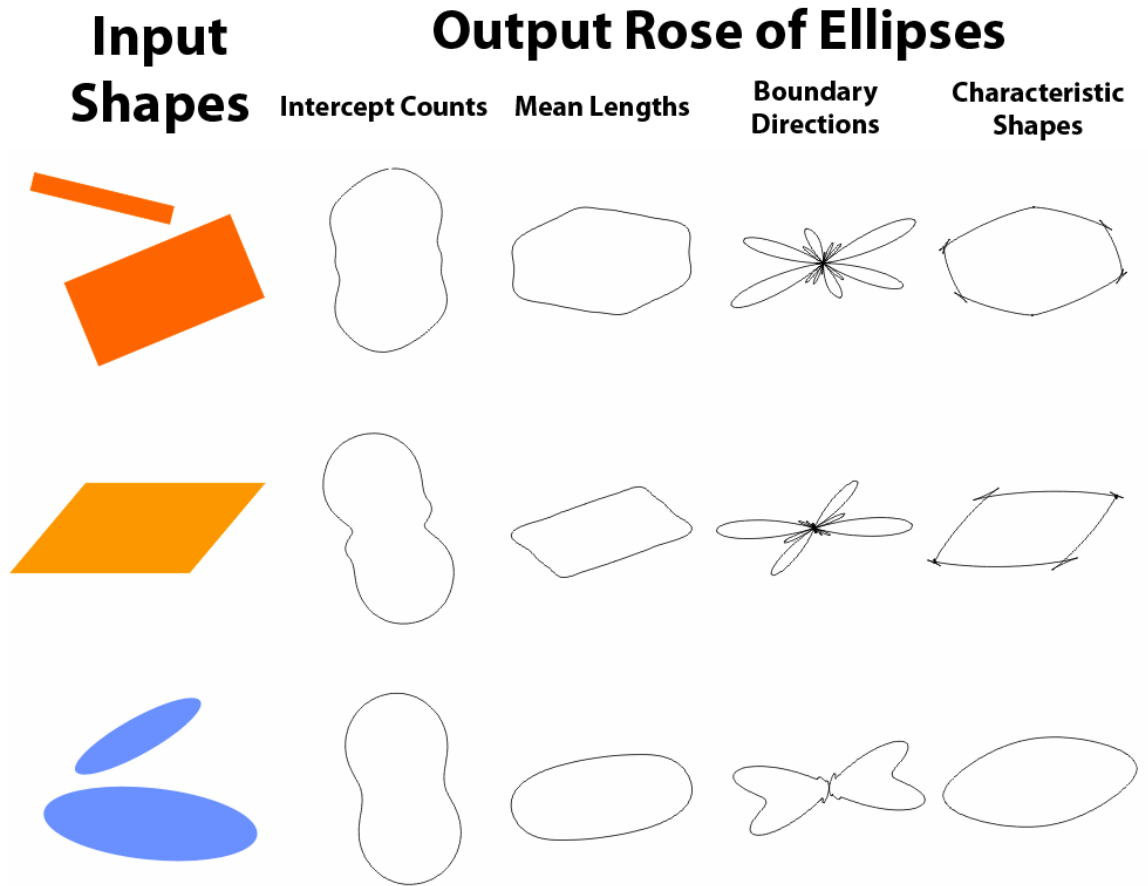 Input
Shapes
Output Rose of Ellipses
Intercept Counts
Mean Lengths
Boundary
Directions
Characteristic
Shapes